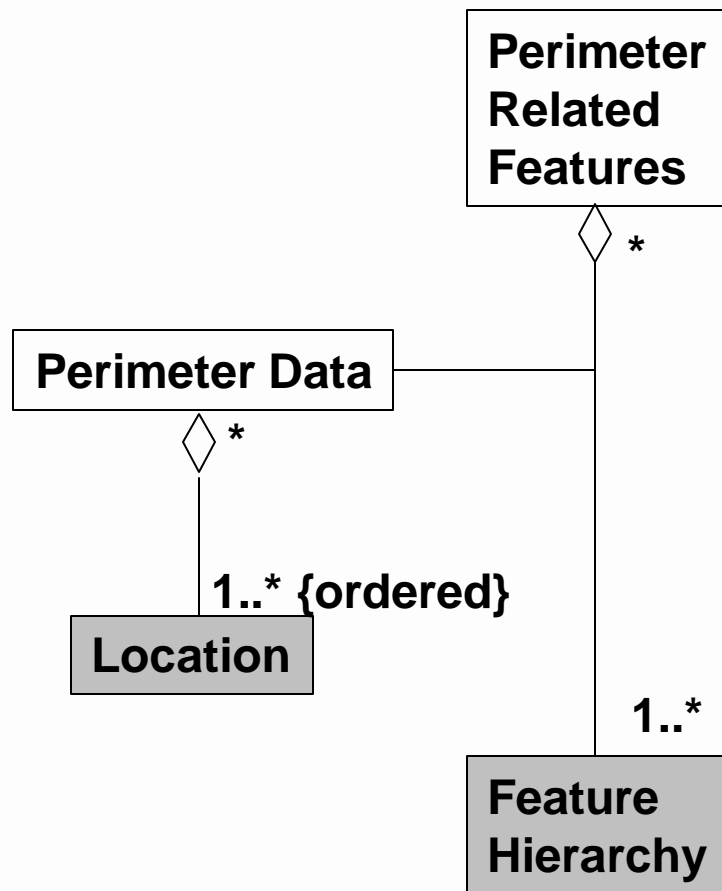 Perimeter
Related
Features
*
Perimeter Data
*
1..* {ordered}
Location
1..*
Feature
Hierarchy